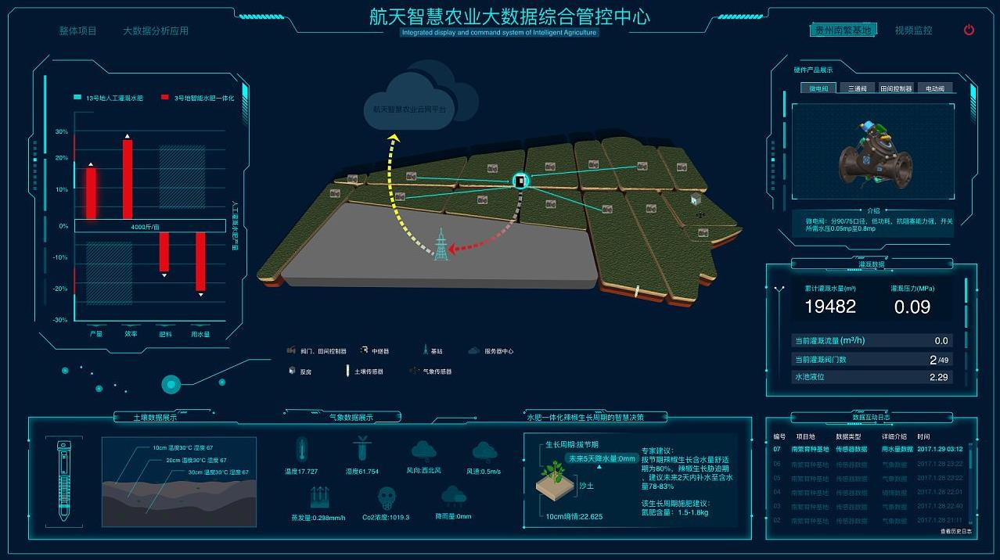 航天智慧农业大数据综合管控中心
Integrated display and command system of Intelligent Agriculture
整体项目
大数据分析应用
贵州南繁基地
视频监控
13号地人工灌溉水肥
3号地智能水肥一体化
30%
20%
10%
0%
-10%
-20%
-30%
4000斤/亩
人工灌溉水肥产量
产量
效率
肥料
用水量
航天智慧农业云网平台
阀门、田间控制器
中继器
基站
服务器中心
泵房
土壤传感器
气象传感器
硬件产品展示
微电阀
三通阀
田间控制器
电动阀
介绍
微电阀：分90/75口径，低功耗，抗阻塞能力强，开关
所需水压0.05mp至0.8mp
灌溉数据
累计灌溉水量(m³)
灌溉压力(MPa)
19482
0.09
当前灌溉流量(m³/h)
0.0
当前灌溉阀门数
2/49
水池液位
2.29
土壤数据展示
10cm 温度30°C 湿度 67
20cm 温度30°C 湿度 67
30cm 温度30°C 湿度 67
气象数据展示
温度17.727
湿度61.754
风向:西北风
风速:0.5m/s
蒸发量:0.298mm/h
Co2浓度:1019.3
降雨量:0mm
水肥一体化辣椒生长周期的智慧决策
生长周期:拔节期
未来5天降水量:0mm
沙土
10cm墒情:22.625
专家建议：
拔节期辣椒生长含水量舒适
期为80%，辣椒生长胁迫期
、建议未来2天内补水至含水
量78-83%
该生长周期施肥建议：
氮肥含量：1.5-1.8kg
数据互动日志
编号 项目地 数据类型 详细介绍 时间
07 南繁育种基地 传感器数据 用水量数据 2017.1.29 03:12
06 南繁育种基地 传感器数据 气象数据 2017.1.28 23:22
05 南繁育种基地 传感器数据 气象数据 2017.1.28 23:22
04 南繁育种基地 传感器数据 墒情数据 2017.1.28 22:01
03 南繁育种基地 传感器数据 气象数据 2017.1.28 22:40
02 南繁育种基地 传感器数据 气象数据 2017.1.28 21:11
查看历史日志